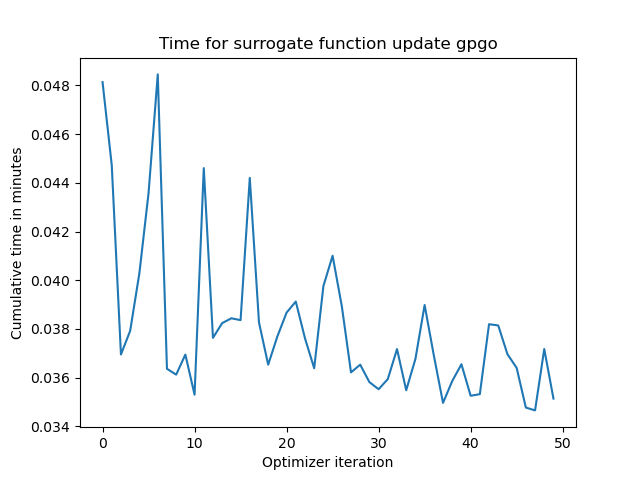 Time for surrogate function update gpgo
Cumulative time in minutes
0.048
0.046
0.044
0.042
0.040
0.038
0.036
0.034
0 10 20 30 40 50
Optimizer iteration